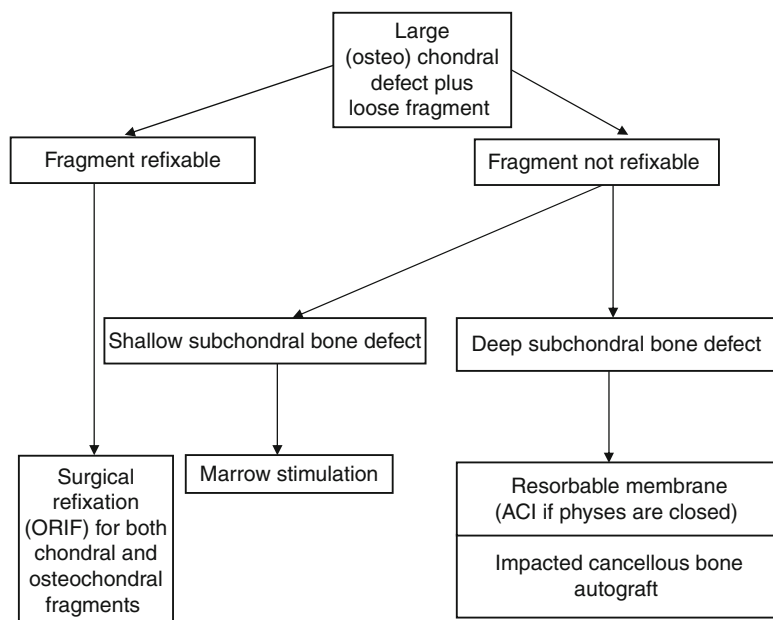 Large
(osteo) chondral
defect plus
loose fragment
Fragment refixable
Fragment not refixable
Shallow subchondral bone defect
Deep subchondral bone defect
Surgical
refixation
(ORIF) for both
chondral and
osteochondral
fragments
Marrow stimulation
Resorbable membrane
(ACI if physes are closed)
Impacted cancellous bone
autograft